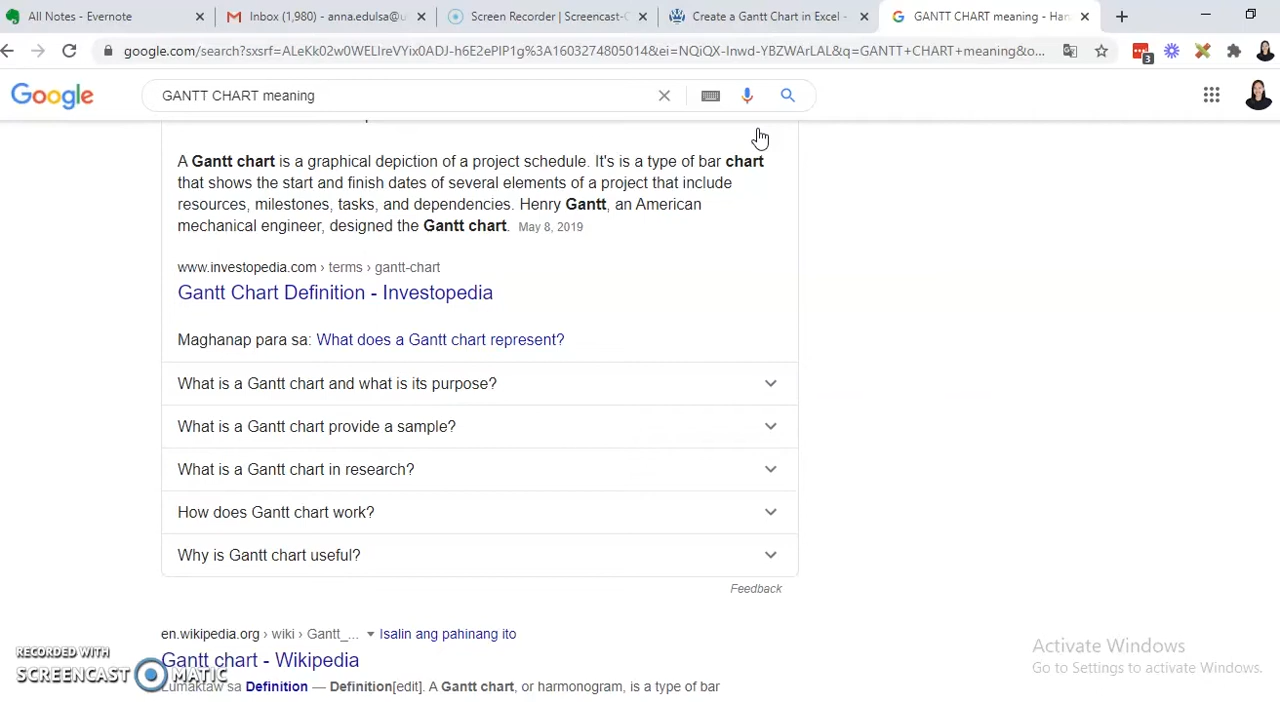 All Notes - Evernote
Inbox (1,980) - anna.edulsa@u
Screen Recorder | Screencast-O
Create a Gantt Chart in Excel -
GANTT CHART meaning - Han
google.com/search?sxsrf=ALeKk02w0WELIreVYix0ADJ-h6E2ePIP1g%3A1603274805014&ei=NQiQX-Inwd-YBZWArLAL&q=GANTT+CHART+meaning&o...
3
Google
GANTT CHART meaning
A Gantt chart is a graphical depiction of a project schedule. It's is a type of bar chart
that shows the start and finish dates of several elements of a project that include
resources, milestones, tasks, and dependencies. Henry Gantt, an American
mechanical engineer, designed the Gantt chart. May 8, 2019
www.investopedia.com › terms › gantt-chart
Gantt Chart Definition - Investopedia
Maghanap para sa: What does a Gantt chart represent?
What is a Gantt chart and what is its purpose?
What is a Gantt chart provide a sample?
What is a Gantt chart in research?
How does Gantt chart work?
Why is Gantt chart useful?
Feedback
en.wikipedia.org › wiki › Gantt_... Isalin ang pahinang ito
Gantt chart - Wikipedia
Lumaktaw sa Definition — Definition[edit]. A Gantt chart, or harmonogram, is a type of bar
RECORDED WITH
SCREENCAST MATIC
Activate Windows
Go to Settings to activate Windows.